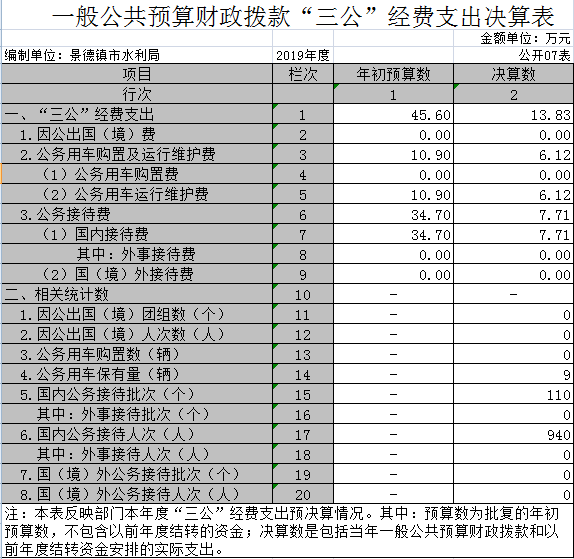 一般公共预算财政拨款“三公”经费支出决算表
金额单位：万元
编制单位：景德镇市水利局 2019年度 公开07表
项目 栏次 年初预算数 决算数
行次 1 2
一、“三公”经费支出 1 45.60 13.83
1.因公出国（境）费 2 0.00 0.00
2.公务用车购置及运行维护费 3 10.90 6.12
（1）公务用车购置费 4 0.00 0.00
（2）公务用车运行维护费 5 10.90 6.12
3.公务接待费 6 34.70 7.71
（1）国内接待费 7 34.70 7.71
其中：外事接待费 8 0.00 0.00
（2）国（境）外接待费 9 0.00 0.00
二、相关统计数 10 － －
1.因公出国（境）团组数（个） 11 － 0
2.因公出国（境）人次数（人） 12 － 0
3.公务用车购置数（辆） 13 － 0
4.公务用车保有量（辆） 14 － 9
5.国内公务接待批次（个） 15 － 110
其中：外事接待批次（个） 16 － 0
6.国内公务接待人次（人） 17 － 940
其中：外事接待人次（人） 18 － 0
7.国（境）外公务接待批次（个） 19 － 0
8.国（境）外公务接待人次（人） 20 － 0
注：本表反映部门本年度“三公”经费支出预决算情况。其中：预算数为批复的年初
预算数，不包含以前年度结转的资金；决算数是包括当年一般公共预算财政拨款和以
前年度结转资金安排的实际支出。